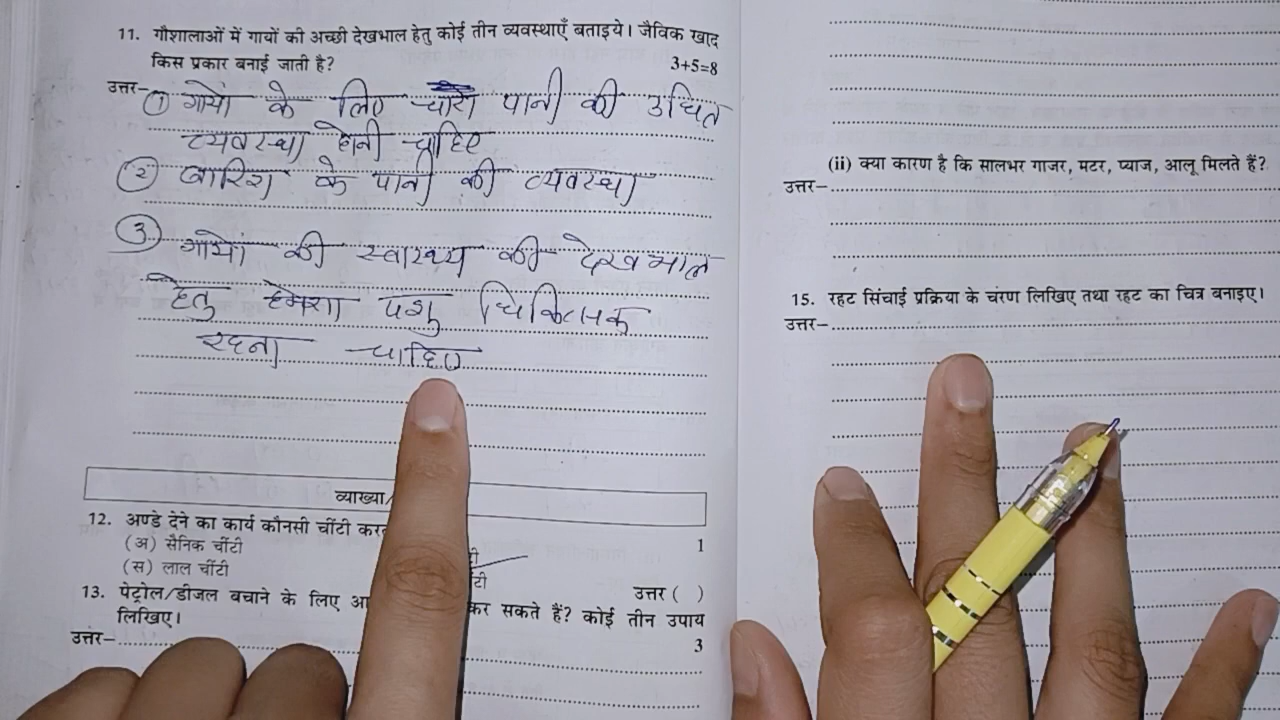 11. गौशालाओं में गायों की अच्छी देखभाल हेतु कोई तीन व्यवस्थाएँ बताइये। जैविक खाद
किस प्रकार बनाई जाती है? 3+5=8
उत्तर–
① गायों के लिए चारा पानी की उचित
व्यवस्था होनी चाहिए
② बारिश के पानी की व्यवस्था
③ गायों की स्वास्थ्य की देखभाल
हेतु हमेशा पशु चिकित्सक
रहना चाहिए
व्याख्या
12. अण्डे देने का कार्य कौनसी चींटी
1
(अ) सैनिक चींटी
(स) लाल चींटी
उत्तर ( )
13. पेट्रोल/डीजल बचाने के लिए कर सकते हैं? कोई तीन उपाय
लिखिए। 3
उत्तर–
(ii) क्या कारण है कि सालभर गाजर, मटर, प्याज, आलू मिलते हैं?
उत्तर–
15. रहट सिंचाई प्रक्रिया के चरण लिखिए तथा रहट का चित्र बनाइए।
उत्तर–